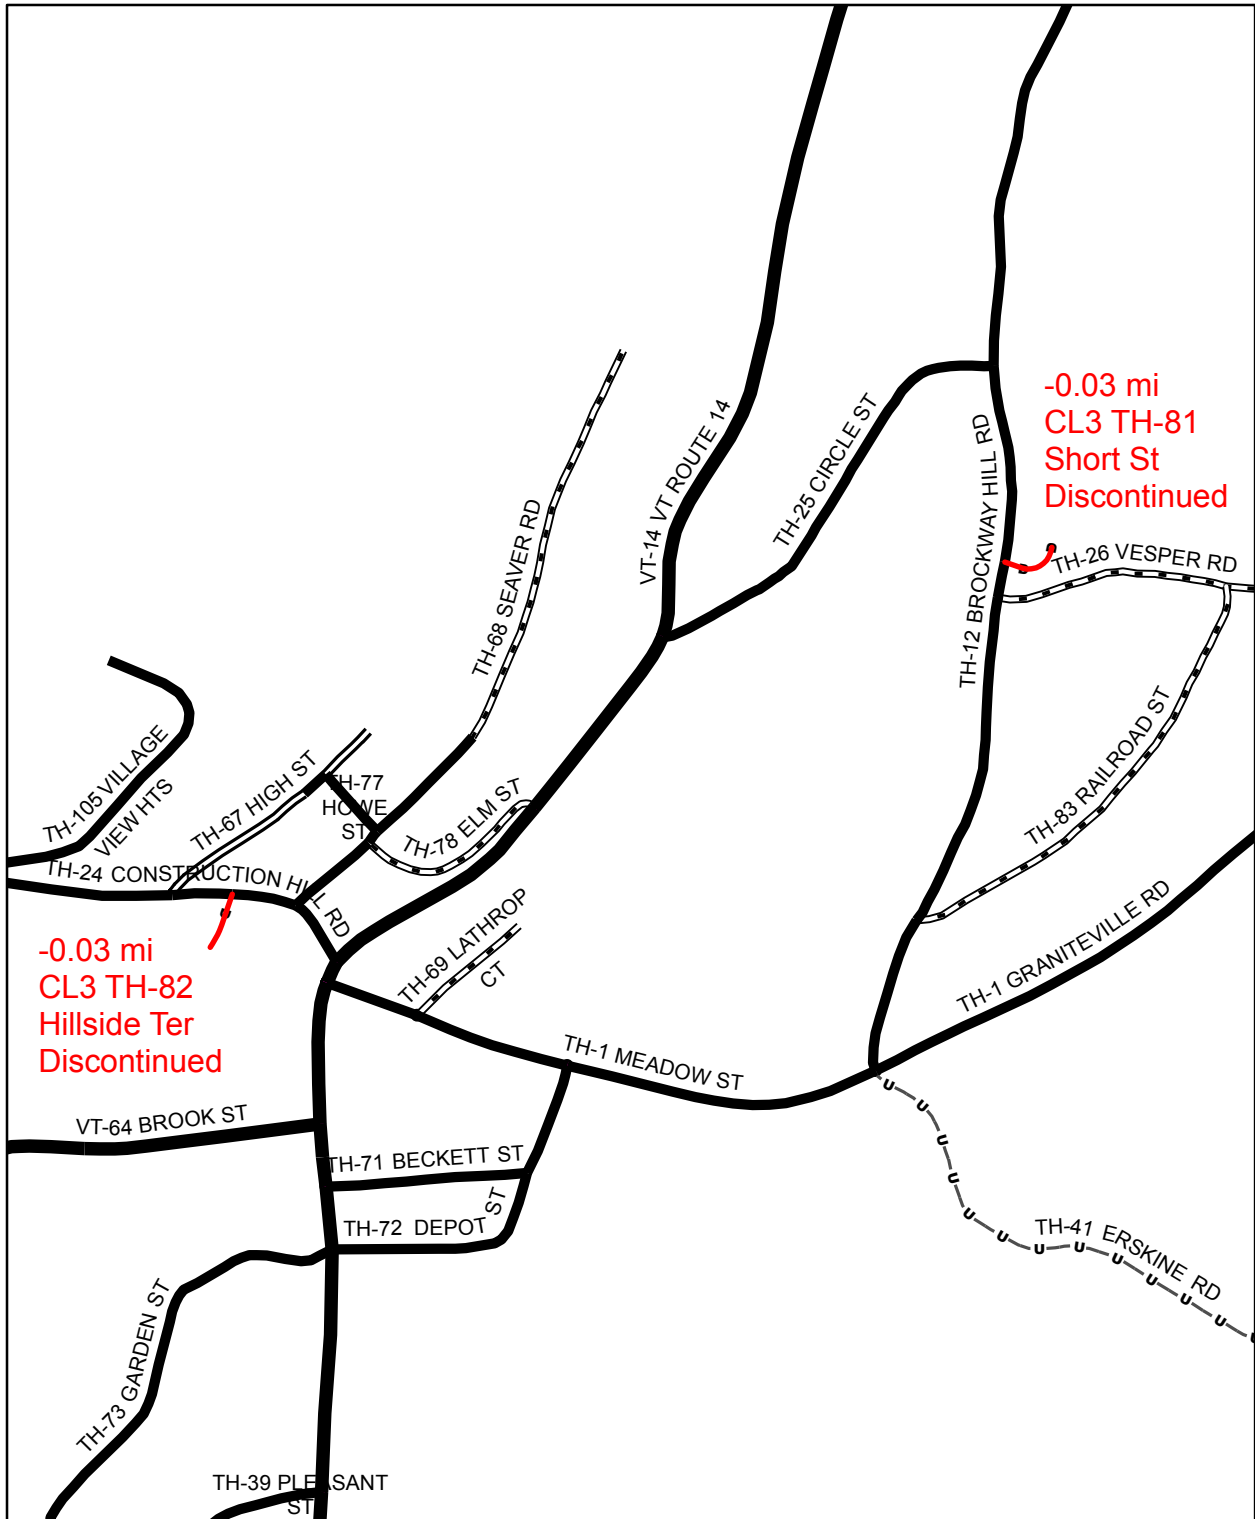 VT-14 VT ROUTE 14
TH-25 CIRCLE ST
TH-12 BROCKWAY HILL RD
-0.03 mi
CL3 TH-81
Short St
Discontinued
TH-26 VESPER RD
TH-68 SEAVER RD
TH-83 RAILROAD ST
TH-105 VILLAGE
VIEW HTS
TH-67 HIGH ST
TH-77
HOWE
ST
TH-78 ELM ST
TH-24 CONSTRUCTION HILL RD
-0.03 mi
CL3 TH-82
Hillside Ter
Discontinued
TH-69 LATHROP
CT
TH-1 GRANITEVILLE RD
TH-1 MEADOW ST
VT-64 BROOK ST
TH-71 BECKETT ST
TH-72 DEPOT ST
TH-41 ERSKINE RD
U U U U U U U U U U U U U
TH-73 GARDEN ST
TH-39 PLEASANT
ST